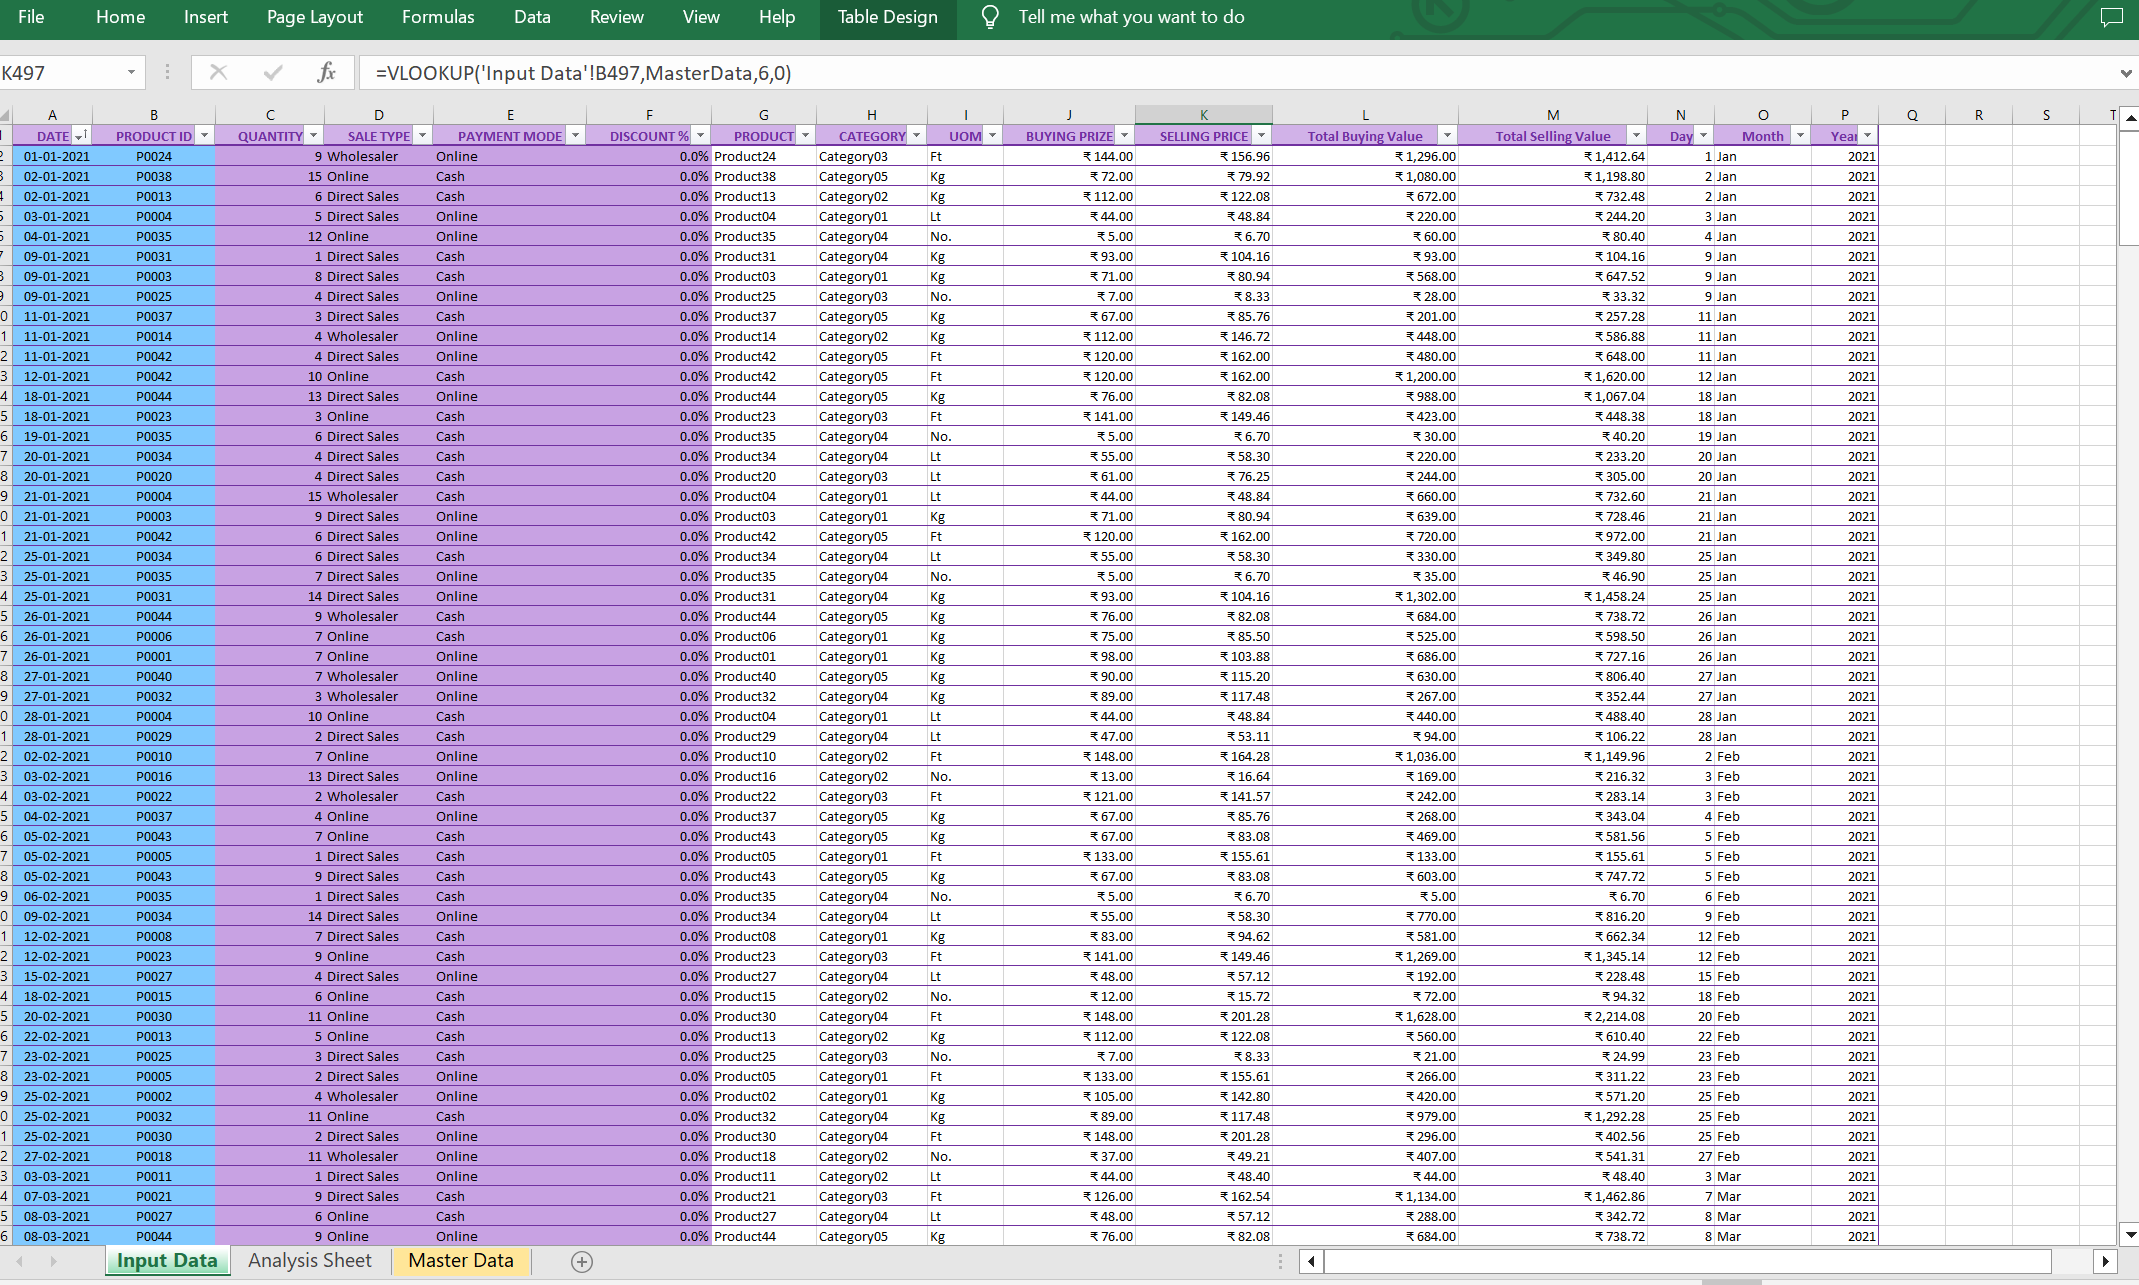 File Home Insert Page Layout Formulas Data Review View Help Table Design Tell me what you want to do
K497 fx =VLOOKUP('Input Data'!B497,MasterData,6,0)
A B C D E F G H I J K L M N O P Q R S T
DATE PRODUCT ID QUANTITY SALE TYPE PAYMENT MODE DISCOUNT % PRODUCT CATEGORY UOM BUYING PRIZE SELLING PRICE Total Buying Value Total Selling Value Day Month Year
01-01-2021 P0024 9 Wholesaler Online 0.0% Product24 Category03 Ft ₹ 144.00 ₹ 156.96 ₹ 1,296.00 ₹ 1,412.64 1 Jan 2021
02-01-2021 P0038 15 Online Cash 0.0% Product38 Category05 Kg ₹ 72.00 ₹ 79.92 ₹ 1,080.00 ₹ 1,198.80 2 Jan 2021
02-01-2021 P0013 6 Direct Sales Cash 0.0% Product13 Category02 Kg ₹ 112.00 ₹ 122.08 ₹ 672.00 ₹ 732.48 2 Jan 2021
03-01-2021 P0004 5 Direct Sales Online 0.0% Product04 Category01 Lt ₹ 44.00 ₹ 48.84 ₹ 220.00 ₹ 244.20 3 Jan 2021
04-01-2021 P0035 12 Online Online 0.0% Product35 Category04 No. ₹ 5.00 ₹ 6.70 ₹ 60.00 ₹ 80.40 4 Jan 2021
09-01-2021 P0031 1 Direct Sales Cash 0.0% Product31 Category04 Kg ₹ 93.00 ₹ 104.16 ₹ 93.00 ₹ 104.16 9 Jan 2021
09-01-2021 P0003 8 Direct Sales Cash 0.0% Product03 Category01 Kg ₹ 71.00 ₹ 80.94 ₹ 568.00 ₹ 647.52 9 Jan 2021
09-01-2021 P0025 4 Direct Sales Online 0.0% Product25 Category03 No. ₹ 7.00 ₹ 8.33 ₹ 28.00 ₹ 33.32 9 Jan 2021
11-01-2021 P0037 3 Direct Sales Cash 0.0% Product37 Category05 Kg ₹ 67.00 ₹ 85.76 ₹ 201.00 ₹ 257.28 11 Jan 2021
11-01-2021 P0014 4 Wholesaler Online 0.0% Product14 Category02 Kg ₹ 112.00 ₹ 146.72 ₹ 448.00 ₹ 586.88 11 Jan 2021
11-01-2021 P0042 4 Direct Sales Online 0.0% Product42 Category05 Ft ₹ 120.00 ₹ 162.00 ₹ 480.00 ₹ 648.00 11 Jan 2021
12-01-2021 P0042 10 Online Cash 0.0% Product42 Category05 Ft ₹ 120.00 ₹ 162.00 ₹ 1,200.00 ₹ 1,620.00 12 Jan 2021
18-01-2021 P0044 13 Direct Sales Online 0.0% Product44 Category05 Kg ₹ 76.00 ₹ 82.08 ₹ 988.00 ₹ 1,067.04 18 Jan 2021
18-01-2021 P0023 3 Online Cash 0.0% Product23 Category03 Ft ₹ 141.00 ₹ 149.46 ₹ 423.00 ₹ 448.38 18 Jan 2021
19-01-2021 P0035 6 Direct Sales Cash 0.0% Product35 Category04 No. ₹ 5.00 ₹ 6.70 ₹ 30.00 ₹ 40.20 19 Jan 2021
20-01-2021 P0034 4 Direct Sales Cash 0.0% Product34 Category04 Lt ₹ 55.00 ₹ 58.30 ₹ 220.00 ₹ 233.20 20 Jan 2021
20-01-2021 P0020 4 Direct Sales Cash 0.0% Product20 Category03 Lt ₹ 61.00 ₹ 76.25 ₹ 244.00 ₹ 305.00 20 Jan 2021
21-01-2021 P0004 15 Wholesaler Cash 0.0% Product04 Category01 Lt ₹ 44.00 ₹ 48.84 ₹ 660.00 ₹ 732.60 21 Jan 2021
21-01-2021 P0003 9 Direct Sales Online 0.0% Product03 Category01 Kg ₹ 71.00 ₹ 80.94 ₹ 639.00 ₹ 728.46 21 Jan 2021
21-01-2021 P0042 6 Direct Sales Online 0.0% Product42 Category05 Ft ₹ 120.00 ₹ 162.00 ₹ 720.00 ₹ 972.00 21 Jan 2021
25-01-2021 P0034 6 Direct Sales Cash 0.0% Product34 Category04 Lt ₹ 55.00 ₹ 58.30 ₹ 330.00 ₹ 349.80 25 Jan 2021
25-01-2021 P0035 7 Direct Sales Online 0.0% Product35 Category04 No. ₹ 5.00 ₹ 6.70 ₹ 35.00 ₹ 46.90 25 Jan 2021
25-01-2021 P0031 14 Direct Sales Online 0.0% Product31 Category04 Kg ₹ 93.00 ₹ 104.16 ₹ 1,302.00 ₹ 1,458.24 25 Jan 2021
26-01-2021 P0044 9 Wholesaler Cash 0.0% Product44 Category05 Kg ₹ 76.00 ₹ 82.08 ₹ 684.00 ₹ 738.72 26 Jan 2021
26-01-2021 P0006 7 Online Cash 0.0% Product06 Category01 Kg ₹ 75.00 ₹ 85.50 ₹ 525.00 ₹ 598.50 26 Jan 2021
26-01-2021 P0001 7 Online Online 0.0% Product01 Category01 Kg ₹ 98.00 ₹ 103.88 ₹ 686.00 ₹ 727.16 26 Jan 2021
27-01-2021 P0040 7 Wholesaler Online 0.0% Product40 Category05 Kg ₹ 90.00 ₹ 115.20 ₹ 630.00 ₹ 806.40 27 Jan 2021
27-01-2021 P0032 3 Wholesaler Online 0.0% Product32 Category04 Kg ₹ 89.00 ₹ 117.48 ₹ 267.00 ₹ 352.44 27 Jan 2021
28-01-2021 P0004 10 Online Cash 0.0% Product04 Category01 Lt ₹ 44.00 ₹ 48.84 ₹ 440.00 ₹ 488.40 28 Jan 2021
28-01-2021 P0029 2 Direct Sales Cash 0.0% Product29 Category04 Lt ₹ 47.00 ₹ 53.11 ₹ 94.00 ₹ 106.22 28 Jan 2021
02-02-2021 P0010 7 Online Online 0.0% Product10 Category02 Ft ₹ 148.00 ₹ 164.28 ₹ 1,036.00 ₹ 1,149.96 2 Feb 2021
03-02-2021 P0016 13 Direct Sales Online 0.0% Product16 Category02 No. ₹ 13.00 ₹ 16.64 ₹ 169.00 ₹ 216.32 3 Feb 2021
03-02-2021 P0022 2 Wholesaler Cash 0.0% Product22 Category03 Ft ₹ 121.00 ₹ 141.57 ₹ 242.00 ₹ 283.14 3 Feb 2021
04-02-2021 P0037 4 Online Online 0.0% Product37 Category05 Kg ₹ 67.00 ₹ 85.76 ₹ 268.00 ₹ 343.04 4 Feb 2021
05-02-2021 P0043 7 Online Cash 0.0% Product43 Category05 Kg ₹ 67.00 ₹ 83.08 ₹ 469.00 ₹ 581.56 5 Feb 2021
05-02-2021 P0005 1 Direct Sales Cash 0.0% Product05 Category01 Ft ₹ 133.00 ₹ 155.61 ₹ 133.00 ₹ 155.61 5 Feb 2021
05-02-2021 P0043 9 Direct Sales Cash 0.0% Product43 Category05 Kg ₹ 67.00 ₹ 83.08 ₹ 603.00 ₹ 747.72 5 Feb 2021
06-02-2021 P0035 1 Direct Sales Cash 0.0% Product35 Category04 No. ₹ 5.00 ₹ 6.70 ₹ 5.00 ₹ 6.70 6 Feb 2021
09-02-2021 P0034 14 Direct Sales Online 0.0% Product34 Category04 Lt ₹ 55.00 ₹ 58.30 ₹ 770.00 ₹ 816.20 9 Feb 2021
12-02-2021 P0008 7 Direct Sales Cash 0.0% Product08 Category01 Kg ₹ 83.00 ₹ 94.62 ₹ 581.00 ₹ 662.34 12 Feb 2021
12-02-2021 P0023 9 Online Cash 0.0% Product23 Category03 Ft ₹ 141.00 ₹ 149.46 ₹ 1,269.00 ₹ 1,345.14 12 Feb 2021
15-02-2021 P0027 4 Direct Sales Online 0.0% Product27 Category04 Lt ₹ 48.00 ₹ 57.12 ₹ 192.00 ₹ 228.48 15 Feb 2021
18-02-2021 P0015 6 Online Cash 0.0% Product15 Category02 No. ₹ 12.00 ₹ 15.72 ₹ 72.00 ₹ 94.32 18 Feb 2021
20-02-2021 P0030 11 Online Cash 0.0% Product30 Category04 Ft ₹ 148.00 ₹ 201.28 ₹ 1,628.00 ₹ 2,214.08 20 Feb 2021
22-02-2021 P0013 5 Online Cash 0.0% Product13 Category02 Kg ₹ 112.00 ₹ 122.08 ₹ 560.00 ₹ 610.40 22 Feb 2021
23-02-2021 P0025 3 Direct Sales Cash 0.0% Product25 Category03 No. ₹ 7.00 ₹ 8.33 ₹ 21.00 ₹ 24.99 23 Feb 2021
23-02-2021 P0005 2 Direct Sales Online 0.0% Product05 Category01 Ft ₹ 133.00 ₹ 155.61 ₹ 266.00 ₹ 311.22 23 Feb 2021
25-02-2021 P0002 4 Wholesaler Online 0.0% Product02 Category01 Kg ₹ 105.00 ₹ 142.80 ₹ 420.00 ₹ 571.20 25 Feb 2021
25-02-2021 P0032 11 Online Cash 0.0% Product32 Category04 Kg ₹ 89.00 ₹ 117.48 ₹ 979.00 ₹ 1,292.28 25 Feb 2021
25-02-2021 P0030 2 Direct Sales Online 0.0% Product30 Category04 Ft ₹ 148.00 ₹ 201.28 ₹ 296.00 ₹ 402.56 25 Feb 2021
27-02-2021 P0018 11 Wholesaler Online 0.0% Product18 Category02 No. ₹ 37.00 ₹ 49.21 ₹ 407.00 ₹ 541.31 27 Feb 2021
03-03-2021 P0011 1 Direct Sales Online 0.0% Product11 Category02 Lt ₹ 44.00 ₹ 48.40 ₹ 44.00 ₹ 48.40 3 Mar 2021
07-03-2021 P0021 9 Direct Sales Cash 0.0% Product21 Category03 Ft ₹ 126.00 ₹ 162.54 ₹ 1,134.00 ₹ 1,462.86 7 Mar 2021
08-03-2021 P0027 6 Online Cash 0.0% Product27 Category04 Lt ₹ 48.00 ₹ 57.12 ₹ 288.00 ₹ 342.72 8 Mar 2021
08-03-2021 P0044 9 Online Online 0.0% Product44 Category05 Kg ₹ 76.00 ₹ 82.08 ₹ 684.00 ₹ 738.72 8 Mar 2021
Input Data Analysis Sheet Master Data